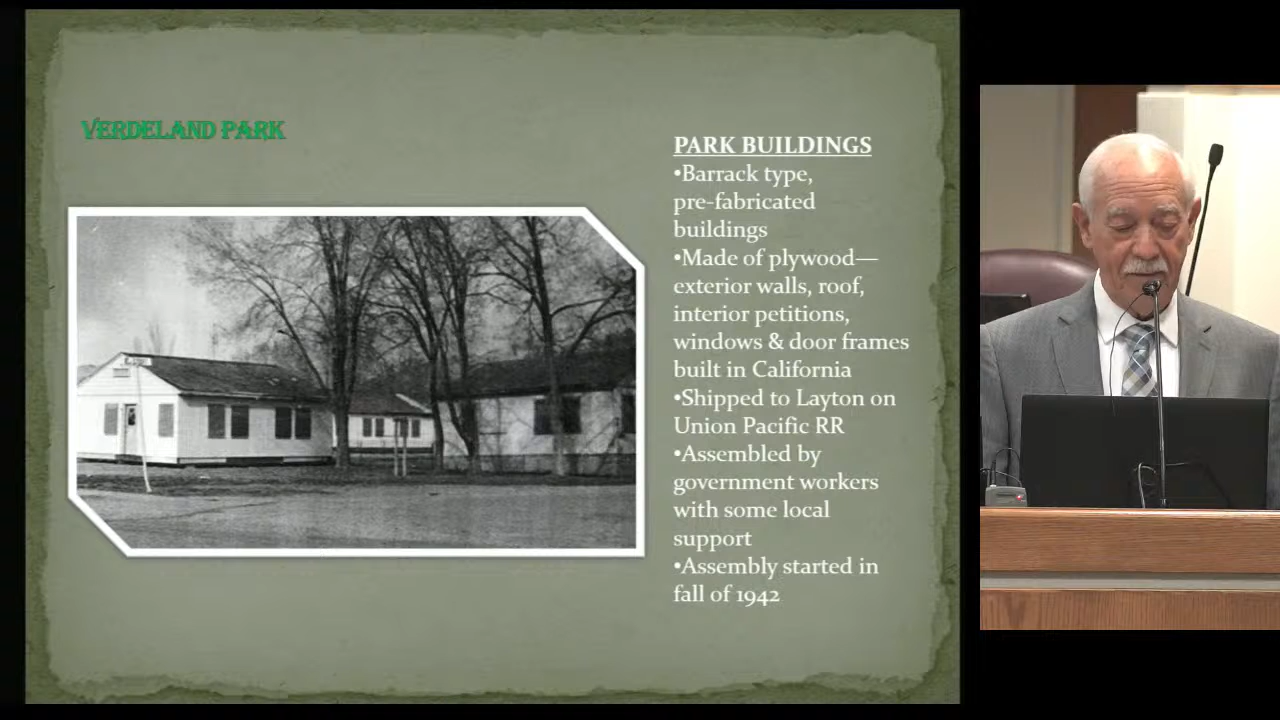 VERDELAND PARK
PARK BUILDINGS
•Barrack type,
pre-fabricated
buildings
•Made of plywood—
exterior walls, roof,
interior petitions,
windows & door frames
built in California
•Shipped to Layton on
Union Pacific RR
•Assembled by
government workers
with some local
support
•Assembly started in
fall of 1942